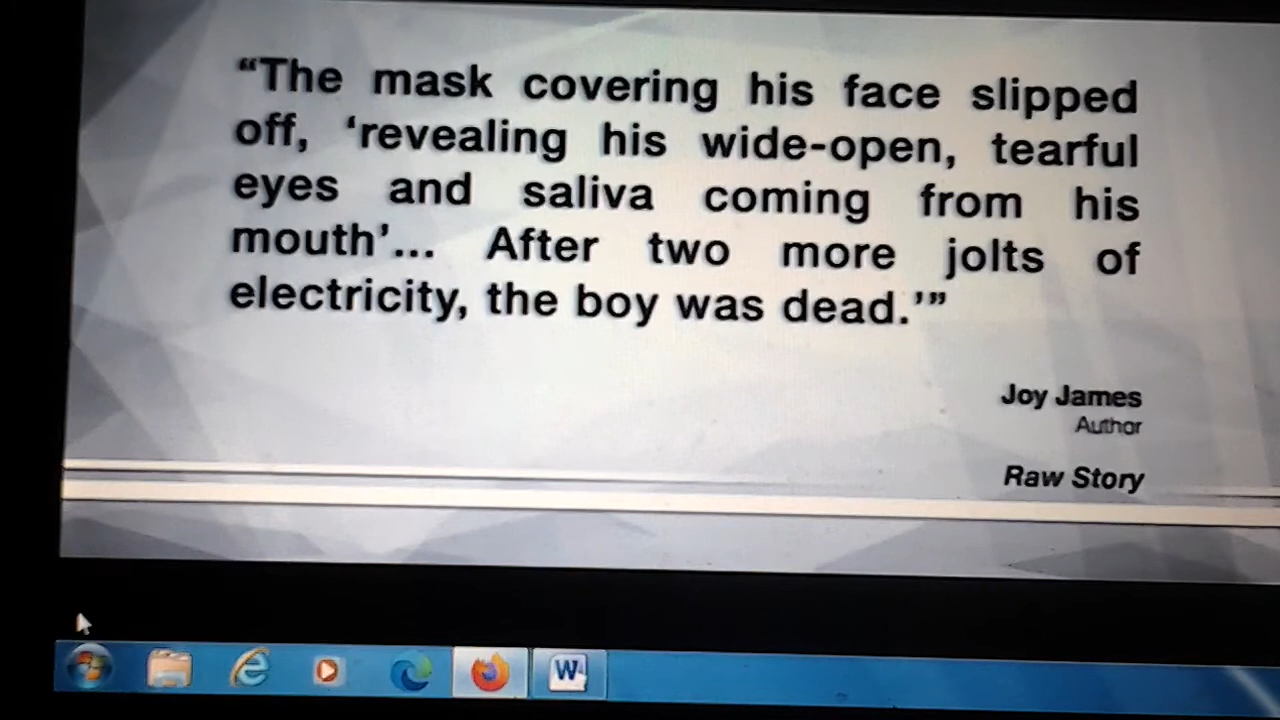 “The mask covering his face slipped
off, ‘revealing his wide-open, tearful
eyes and saliva coming from his
mouth’... After two more jolts of
electricity, the boy was dead.’”
Joy James
Author
Raw Story
W